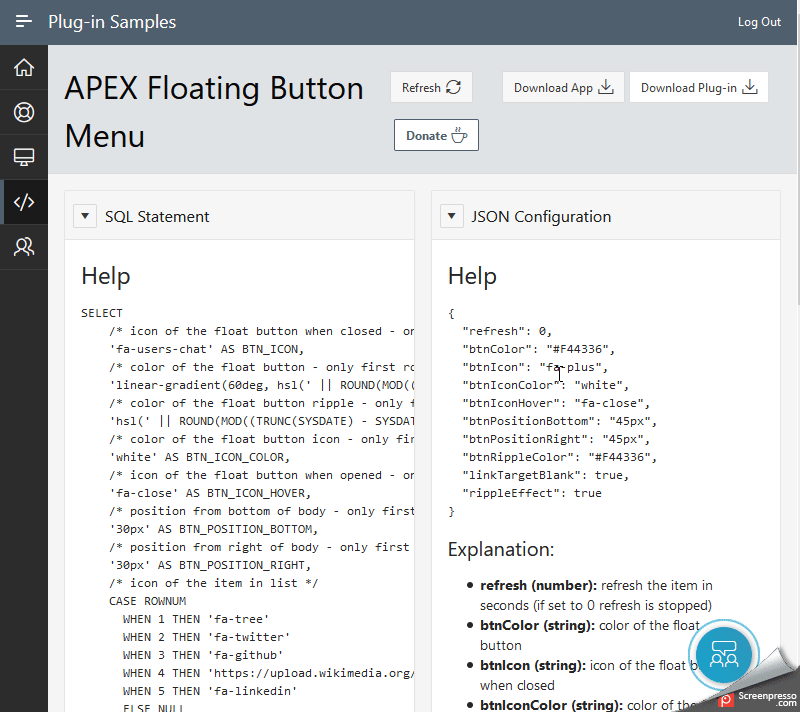 Plug-in Samples
Log Out
APEX Floating Button
Menu
Refresh
Download App
Download Plug-in
Donate
SQL Statement
Help
SELECT
/* icon of the float button when closed - on
'fa-users-chat' AS BTN_ICON,
/* color of the float button - only first ro
'linear-gradient(60deg, hsl(' || ROUND(MOD((
/* color of the float button ripple - only f
'hsl(' || ROUND(MOD((TRUNC(SYSDATE) - SYSDAT
/* color of the float button icon - only fir
'white' AS BTN_ICON_COLOR,
/* icon of the float button when opened - on
'fa-close' AS BTN_ICON_HOVER,
/* position from bottom of body - only first
'30px' AS BTN_POSITION_BOTTOM,
/* position from right of body - only first
'30px' AS BTN_POSITION_RIGHT,
/* icon of the item in list */
CASE ROWNUM
WHEN 1 THEN 'fa-tree'
WHEN 2 THEN 'fa-twitter'
WHEN 3 THEN 'fa-github'
WHEN 4 THEN 'https://upload.wikimedia.org/
WHEN 5 THEN 'fa-linkedin'
ELSE NULL
JSON Configuration
Help
{
"refresh": 0,
"btnColor": "#F44336",
"btnIcon": "fa-plus",
"btnIconColor": "white",
"btnIconHover": "fa-close",
"btnPositionBottom": "45px",
"btnPositionRight": "45px",
"btnRippleColor": "#F44336",
"linkTargetBlank": true,
"rippleEffect": true
}
Explanation:
refresh (number): refresh the item in
seconds (if set to 0 refresh is stopped)
btnColor (string): color of the float
button
btnIcon (string): icon of the float b
when closed
btnIconColor (string): color of the
Screenpresso
.com